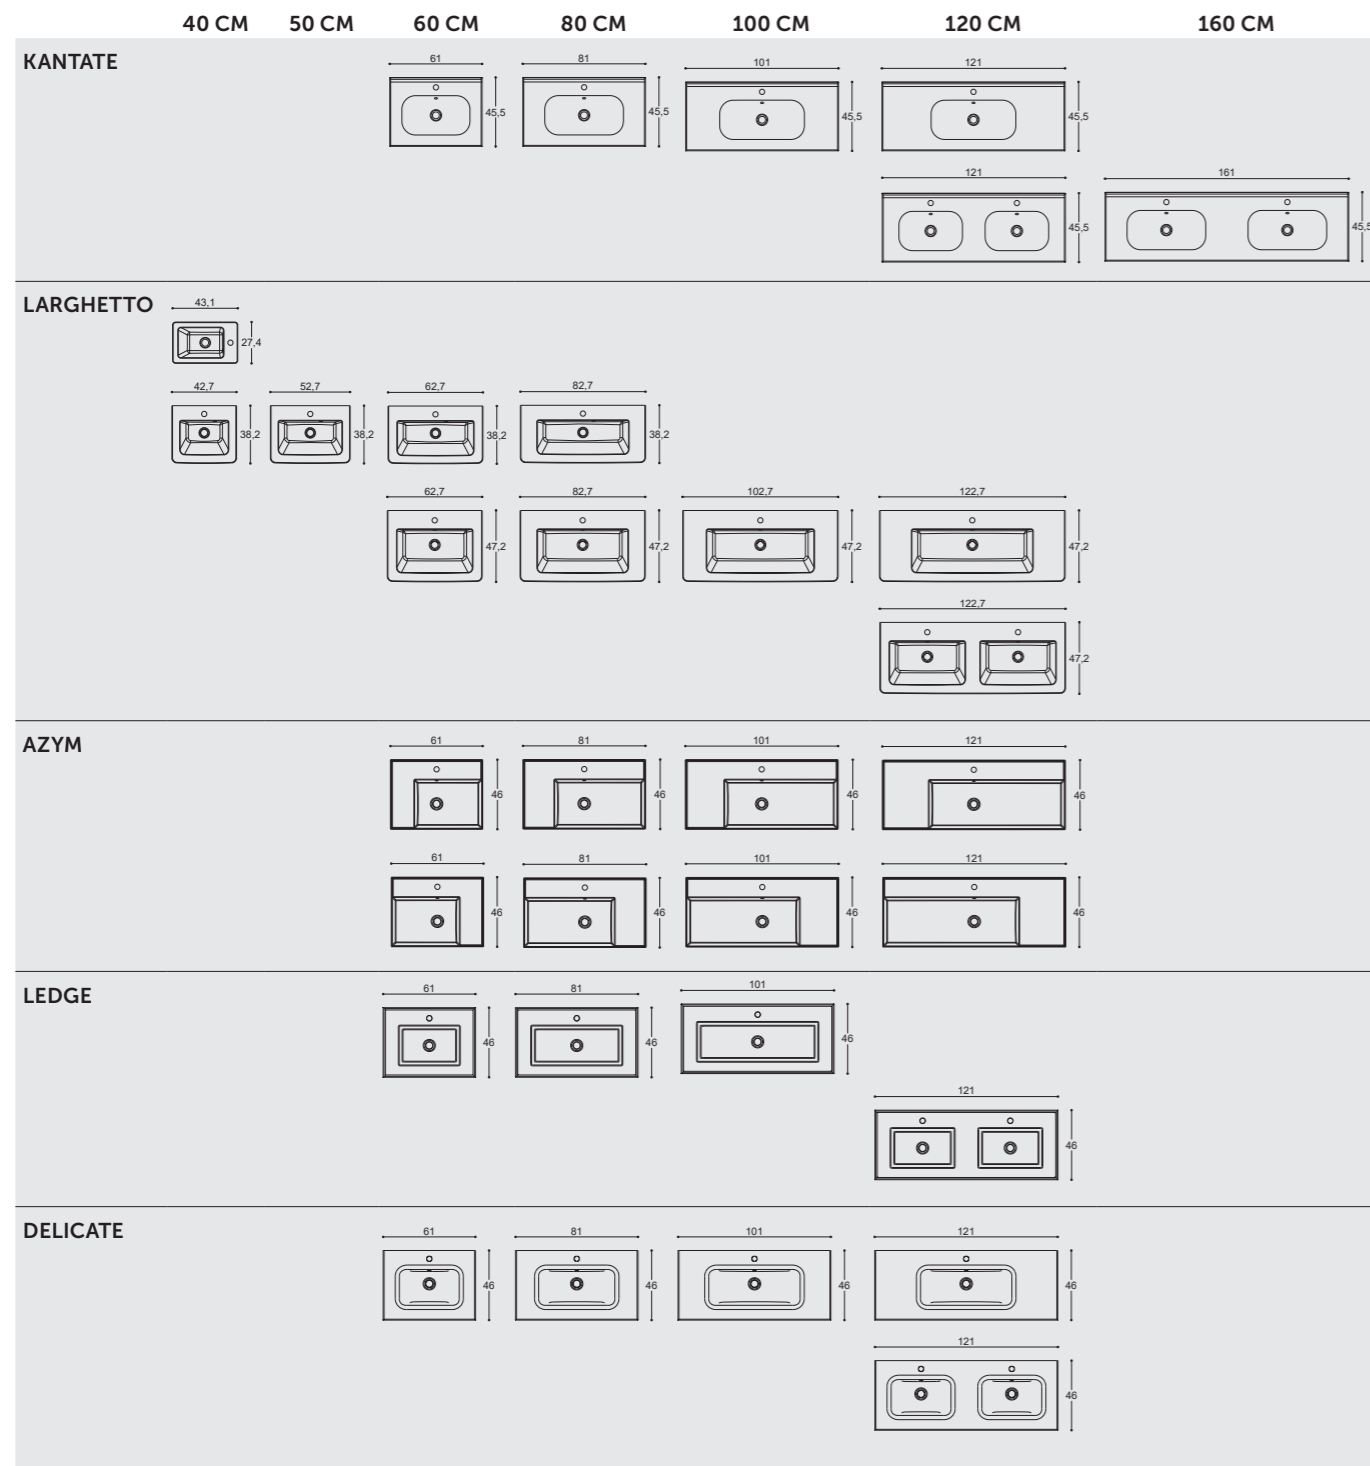 40 CM 50 CM 60 CM 80 CM 100 CM 120 CM 160 CM
KANTATE
61 81 101 121
45,5 45,5 45,5 45,5
121 161
45,5 45,5
LARGHETTO
43,1
27,4
42,7 52,7 62,7 82,7
38,2 38,2 38,2 38,2
62,7 82,7 102,7 122,7
47,2 47,2 47,2 47,2
122,7
47,2
AZYM
61 81 101 121
46 46 46 46
61 81 101 121
46 46 46 46
LEDGE
61 81 101
46 46 46
121
46
DELICATE
61 81 101 121
46 46 46 46
121
46